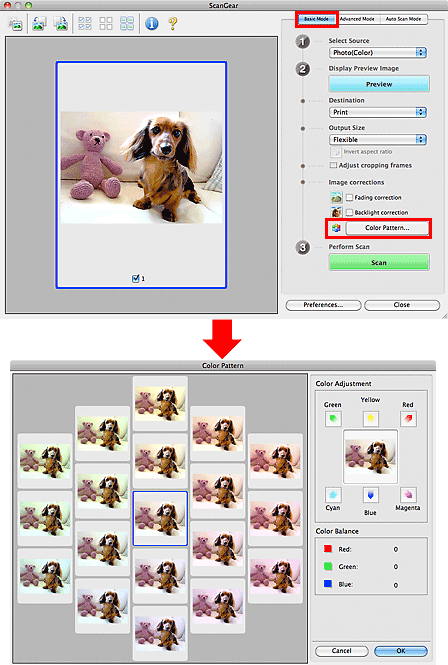 ScanGear
Basic Mode Advanced Mode Auto Scan Mode
1 Select Source
Photo(Color)
2 Display Preview Image
Preview
Destination
Print
Output Size
Flexible
Invert aspect ratio
Adjust cropping frames
Image corrections
Fading correction
Backlight correction
Color Pattern...
3 Perform Scan
Scan
Preferences... Close
1
Color Pattern
Color Adjustment
Yellow
Green Red
Cyan Magenta
Blue
Color Balance
Red: 0
Green: 0
Blue: 0
Cancel OK